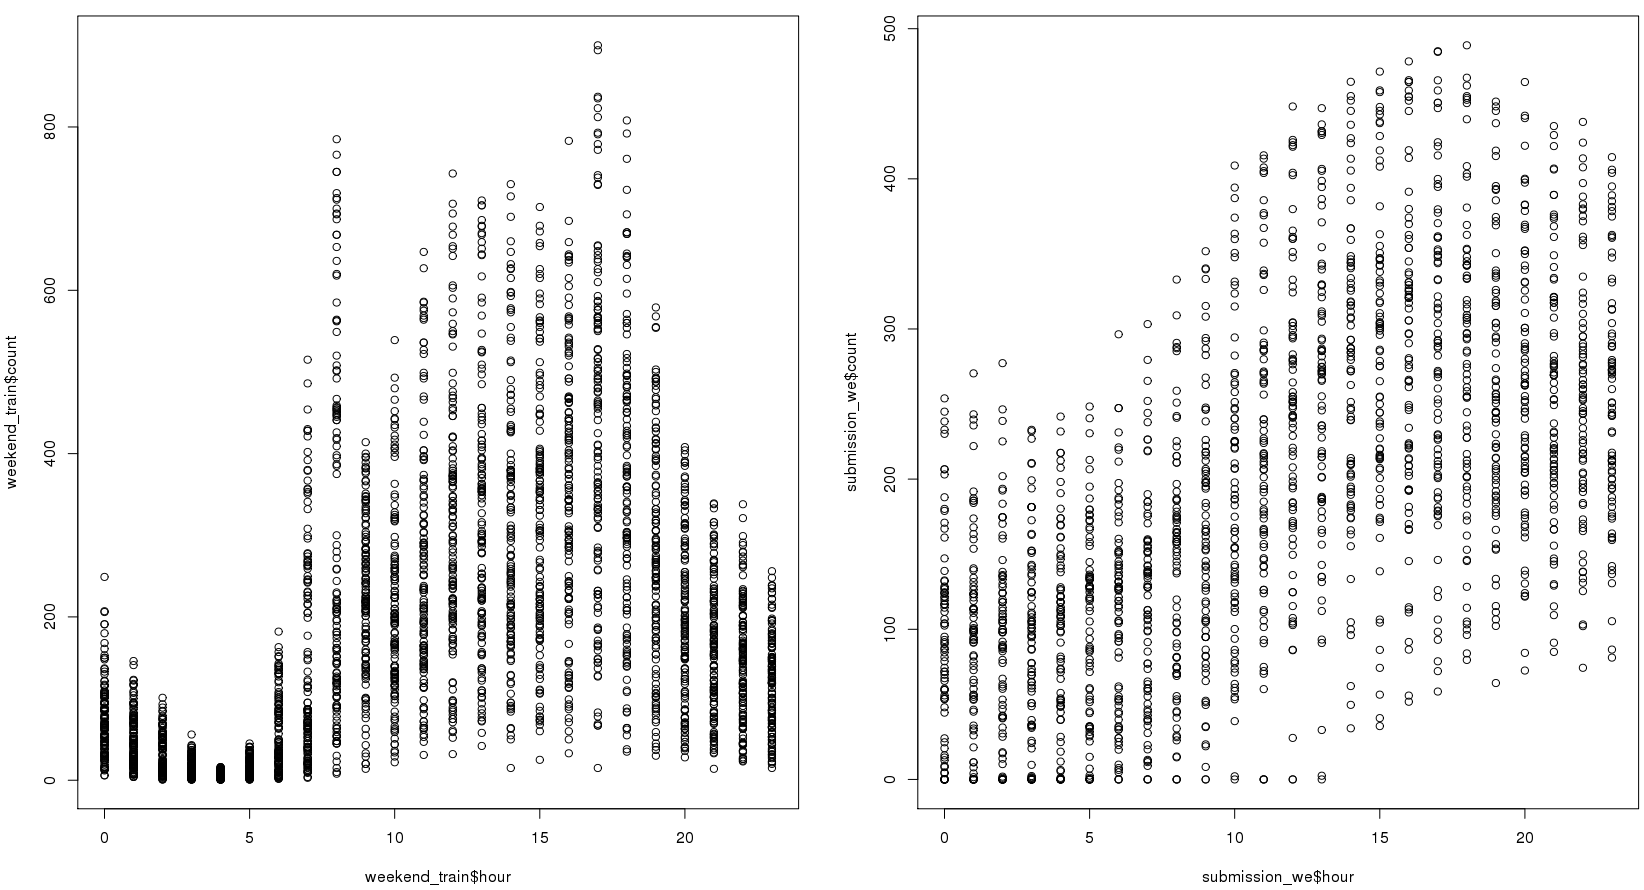 weekend_train$count
800
600
400
200
0
0 5 10 15 20
weekend_train$hour
submission_we$count
500
400
300
200
100
0
0 5 10 15 20
submission_we$hour